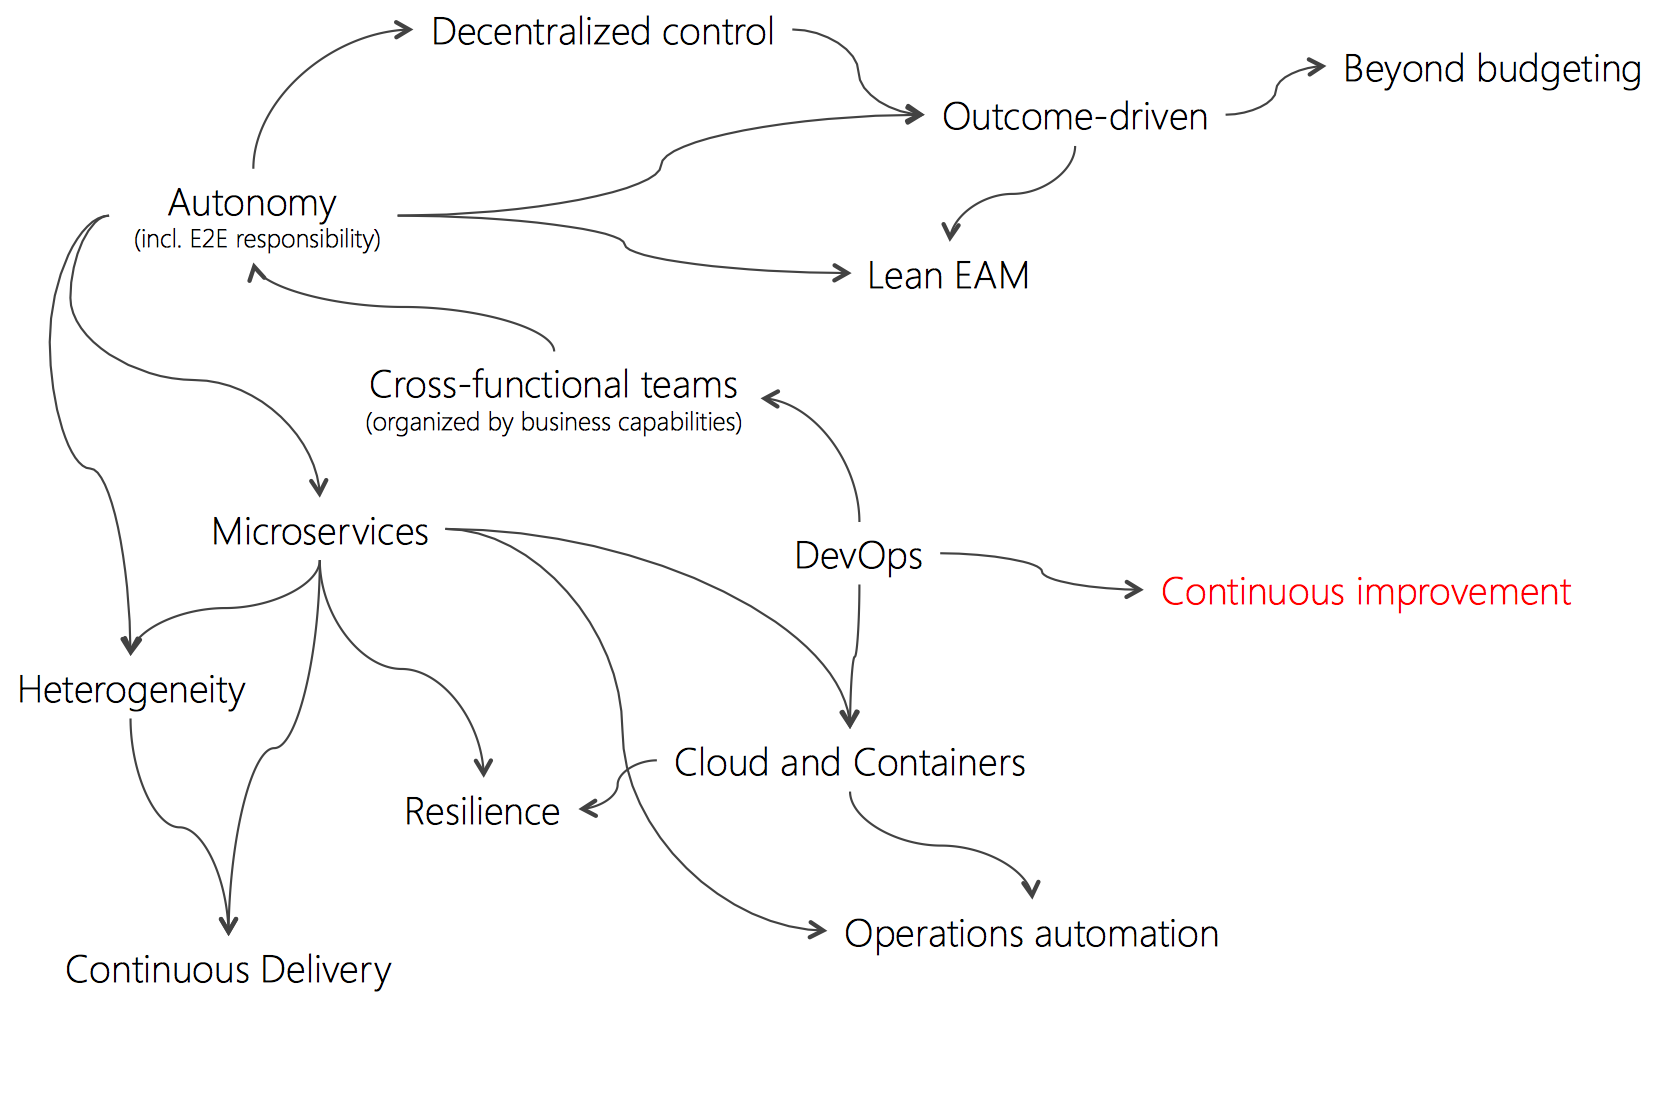 Decentralized control
Beyond budgeting
Outcome-driven
Autonomy
(incl. E2E responsibility)
Lean EAM
Cross-functional teams
(organized by business capabilities)
Microservices
DevOps
Continuous improvement
Heterogeneity
Cloud and Containers
Resilience
Operations automation
Continuous Delivery